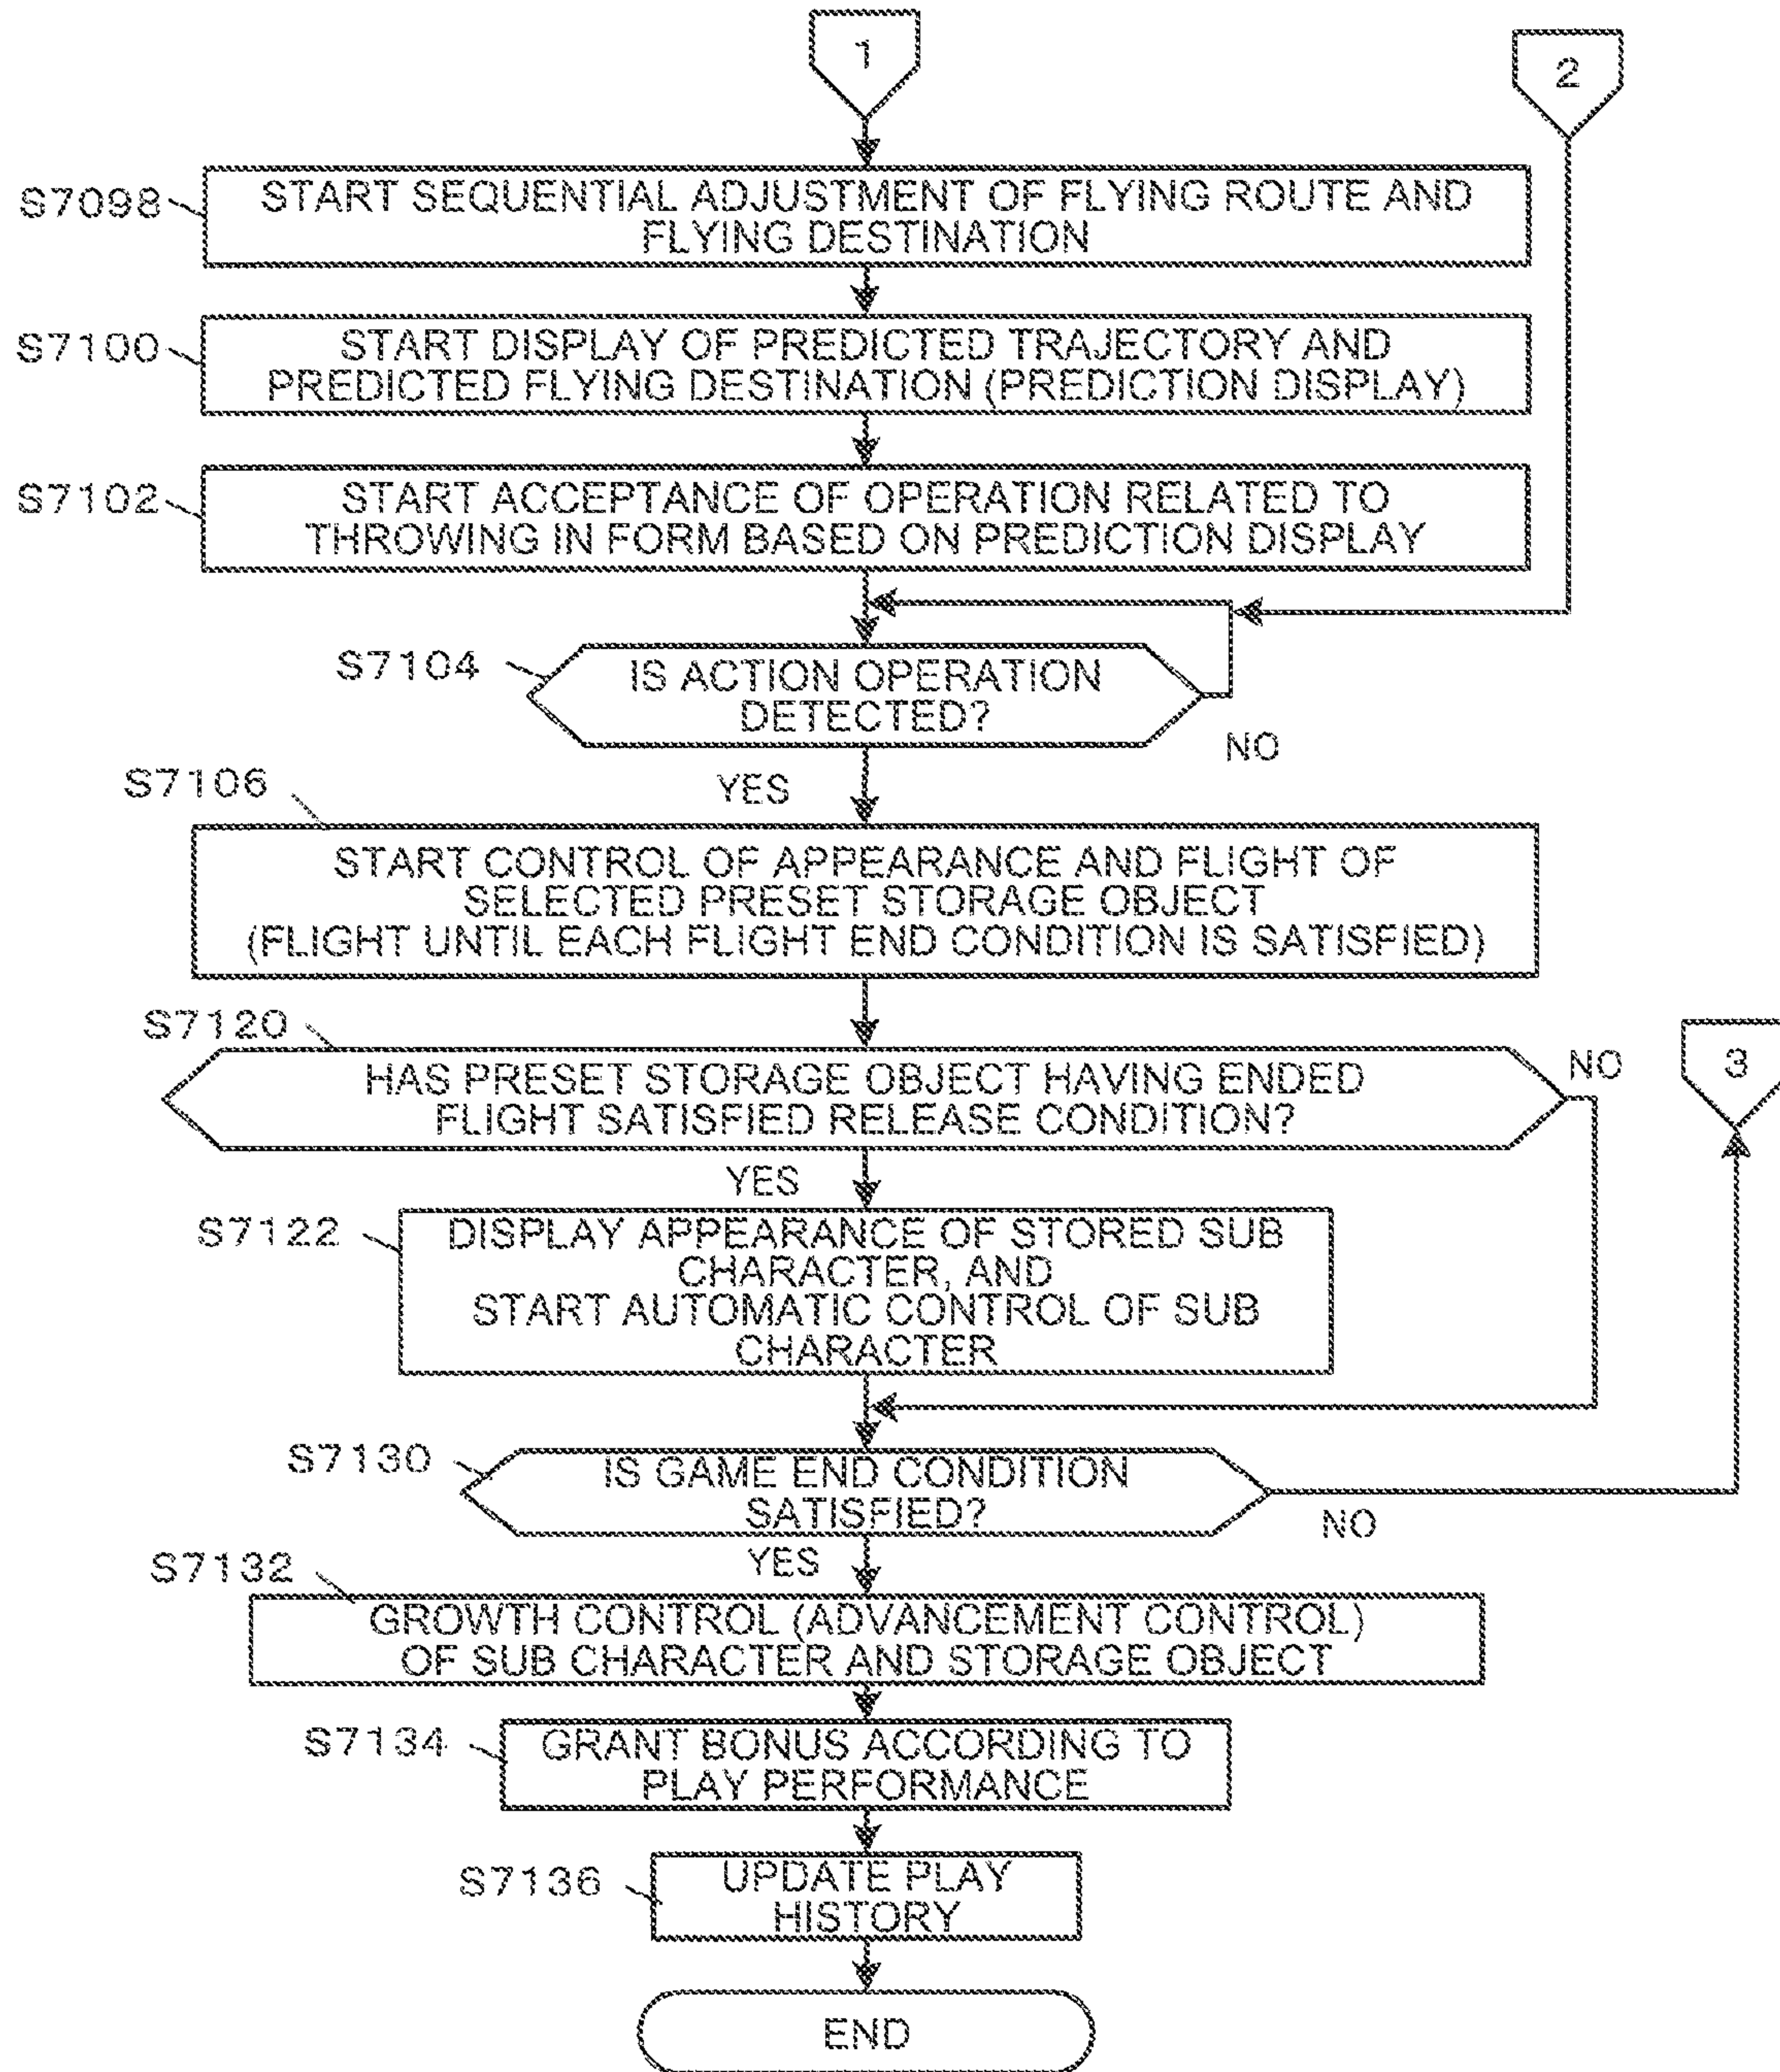 1
2
S7098
START SEQUENTIAL ADJUSTMENT OF FLYING ROUTE AND
FLYING DESTINATION
S7100
START DISPLAY OF PREDICTED TRAJECTORY AND
PREDICTED FLYING DESTINATION (PREDICTION DISPLAY)
S7102
START ACCEPTANCE OF OPERATION RELATED TO
THROWING IN FORM BASED ON PREDICTION DISPLAY
S7104
IS ACTION OPERATION
DETECTED?
NO
YES
S7106
START CONTROL OF APPEARANCE AND FLIGHT OF
SELECTED PRESET STORAGE OBJECT
(FLIGHT UNTIL EACH FLIGHT END CONDITION IS SATISFIED)
S7120
HAS PRESET STORAGE OBJECT HAVING ENDED
FLIGHT SATISFIED RELEASE CONDITION?
NO
3
YES
S7122
DISPLAY APPEARANCE OF STORED SUB
CHARACTER, AND
START AUTOMATIC CONTROL OF SUB
CHARACTER
S7130
IS GAME END CONDITION
SATISFIED?
NO
YES
S7132
GROWTH CONTROL (ADVANCEMENT CONTROL)
OF SUB CHARACTER AND STORAGE OBJECT
S7134
GRANT BONUS ACCORDING TO
PLAY PERFORMANCE
S7136
UPDATE PLAY
HISTORY
END